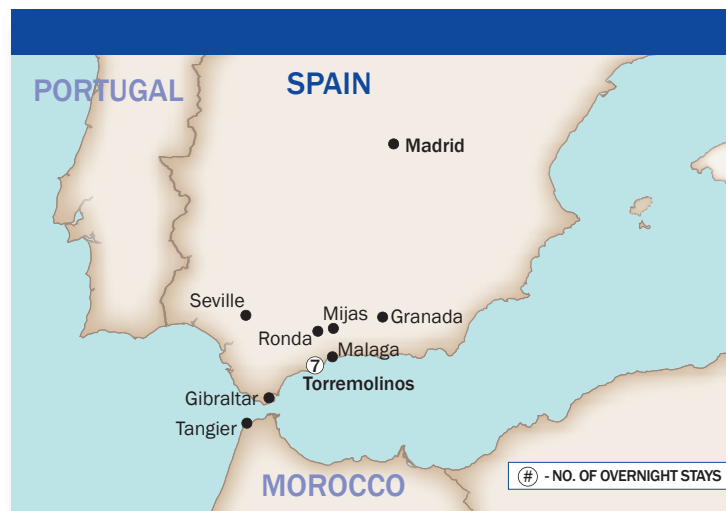 PORTUGAL
SPAIN
Madrid
Seville
Mijas
Granada
Ronda
Malaga
7
Torremolinos
Gibraltar
Tangier
MOROCCO
# - NO. OF OVERNIGHT STAYS